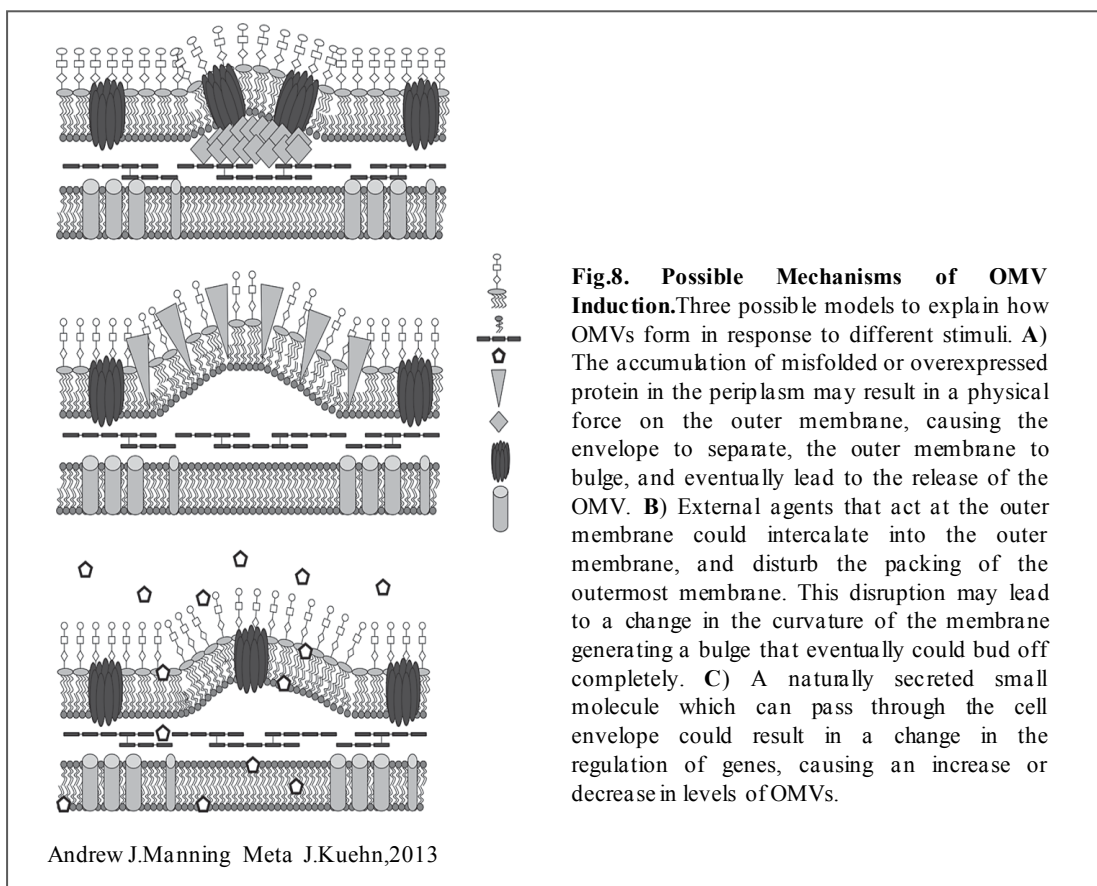 Fig.8. Possible Mechanisms of OMV
Induction.Three possible models to explain how
OMVs form in response to different stimuli. A)
The accumulation of misfolded or overexpressed
protein in the periplasm may result in a physical
force on the outer membrane, causing the
envelope to separate, the outer membrane to
bulge, and eventually lead to the release of the
OMV. B) External agents that act at the outer
membrane could intercalate into the outer
membrane, and disturb the packing of the
outermost membrane. This disruption may lead
to a change in the curvature of the membrane
generating a bulge that eventually could bud off
completely. C) A naturally secreted small
molecule which can pass through the cell
envelope could result in a change in the
regulation of genes, causing an increase or
decrease in levels of OMVs.
Andrew J.Manning Meta J.Kuehn,2013